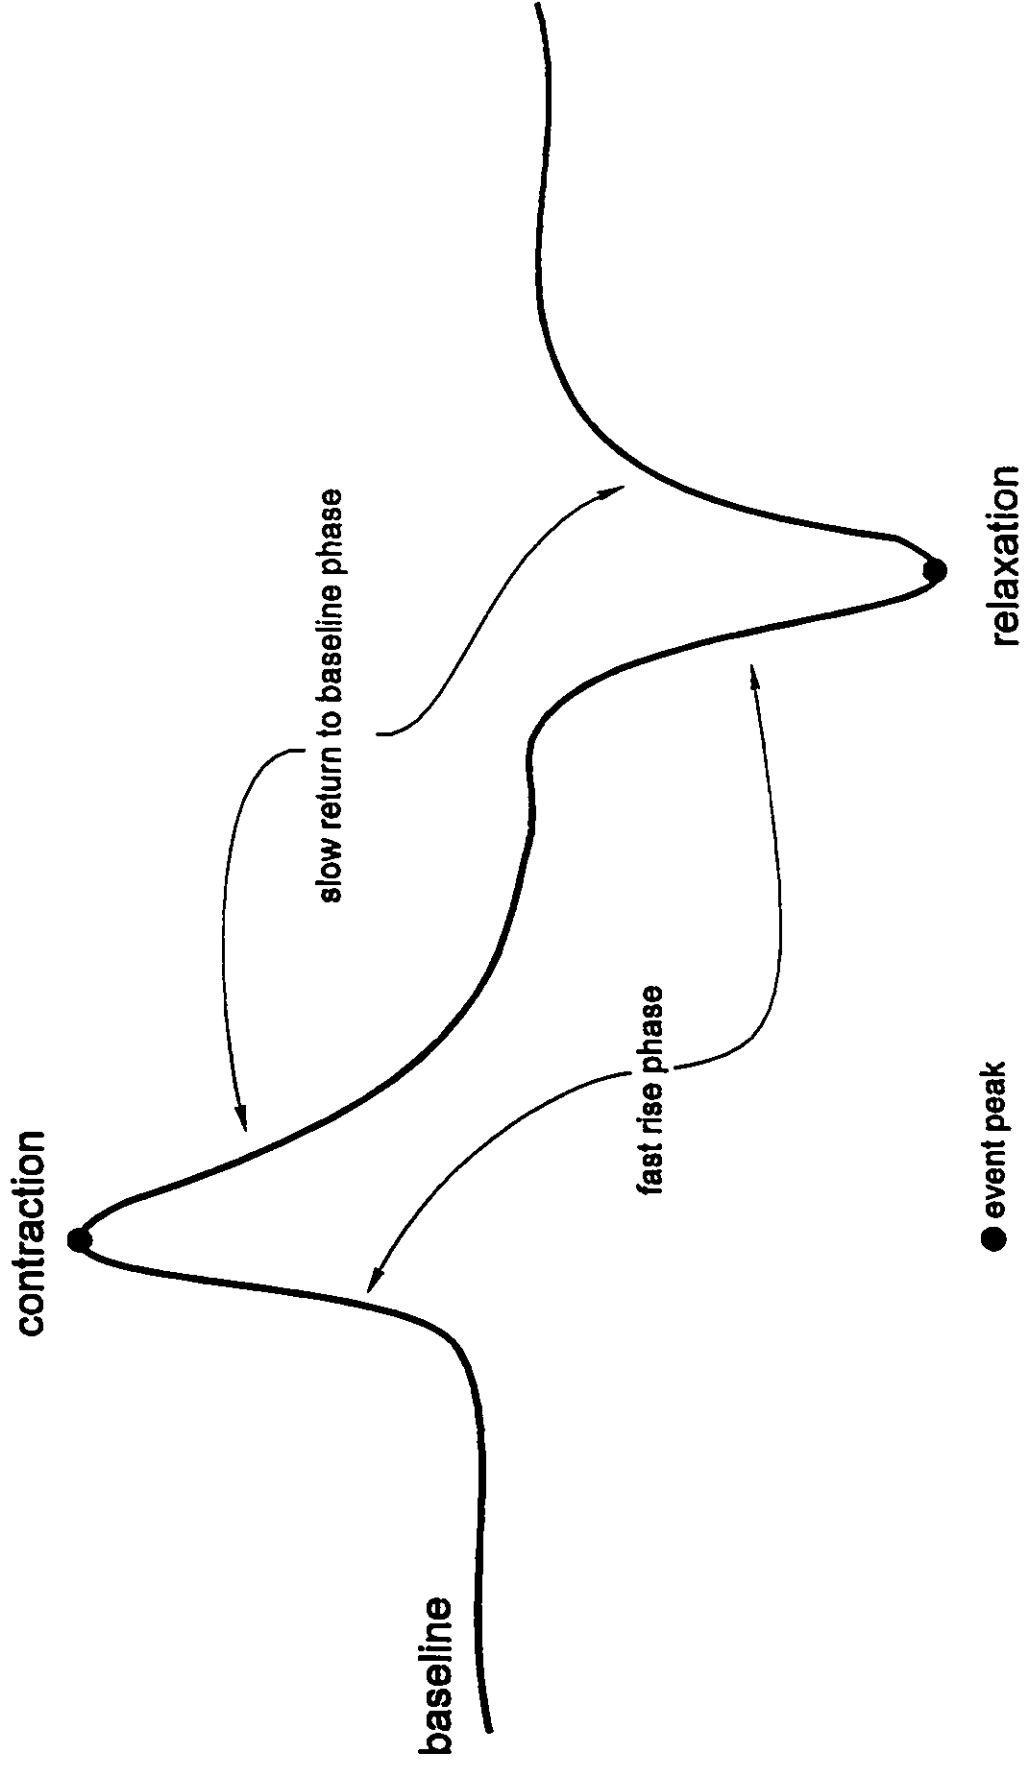 contraction
slow return to baseline phase
baseline
fast rise phase
event peak
relaxation